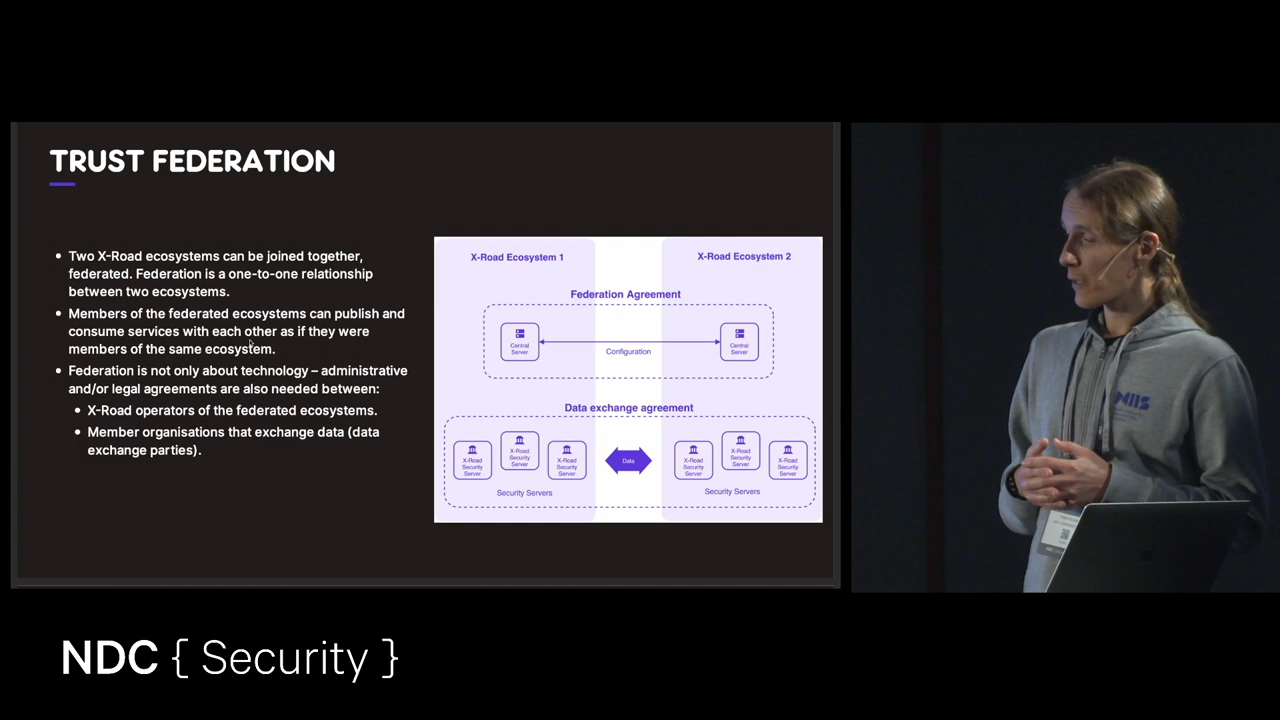 TRUST FEDERATION
Two X-Road ecosystems can be joined together,
federated. Federation is a one-to-one relationship
between two ecosystems.
Members of the federated ecosystems can publish and
consume services with each other as if they were
members of the same ecosystem.
Federation is not only about technology – administrative
and/or legal agreements are also needed between:
X-Road operators of the federated ecosystems.
Member organisations that exchange data (data
exchange parties).
X-Road Ecosystem 1
X-Road Ecosystem 2
Federation Agreement
Central
Server
Configuration
Central
Server
Data exchange agreement
X-Road
Security
Server
X-Road
Security
Server
X-Road
Security
Server
Data
X-Road
Security
Server
X-Road
Security
Server
X-Road
Security
Server
Security Servers
Security Servers
NIIS
NDC { Security }